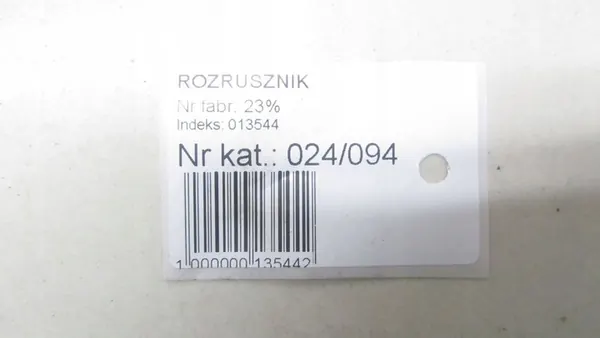 ROZRUSZNIK
Nr fabr: 23%
Indeks: 013544
Nr kat.: 024/094
1 000000 135442